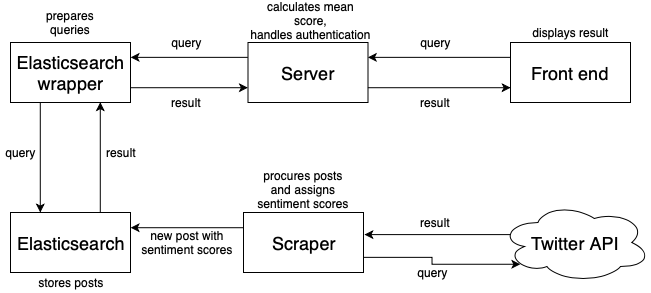 prepares
queries
calculates mean
score,
handles authentication
displays result
query
query
Elasticsearch
wrapper
Server
Front end
result
result
query
result
procures posts
and assigns
sentiment scores
Elasticsearch
new post with
sentiment scores
Scraper
result
query
Twitter API
stores posts